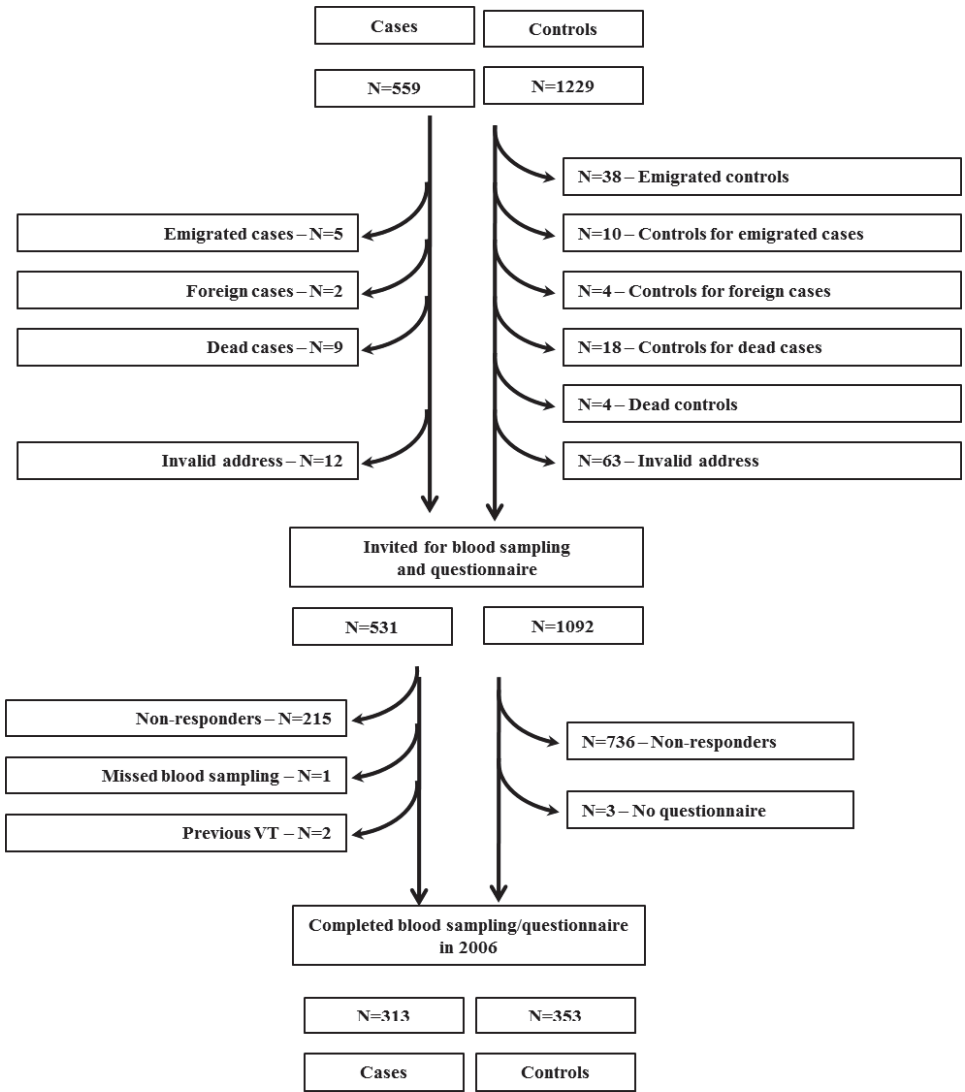 Cases
Controls
N=559
N=1229
N=38 – Emigrated controls
Emigrated cases – N=5
N=10 – Controls for emigrated cases
Foreign cases – N=2
N=4 – Controls for foreign cases
Dead cases – N=9
N=18 – Controls for dead cases
N=4 – Dead controls
Invalid address – N=12
N=63 – Invalid address
Invited for blood sampling
and questionnaire
N=531
N=1092
Non-responders – N=215
N=736 – Non-responders
Missed blood sampling – N=1
N=3 – No questionnaire
Previous VT – N=2
Completed blood sampling/questionnaire
in 2006
N=313
N=353
Cases
Controls